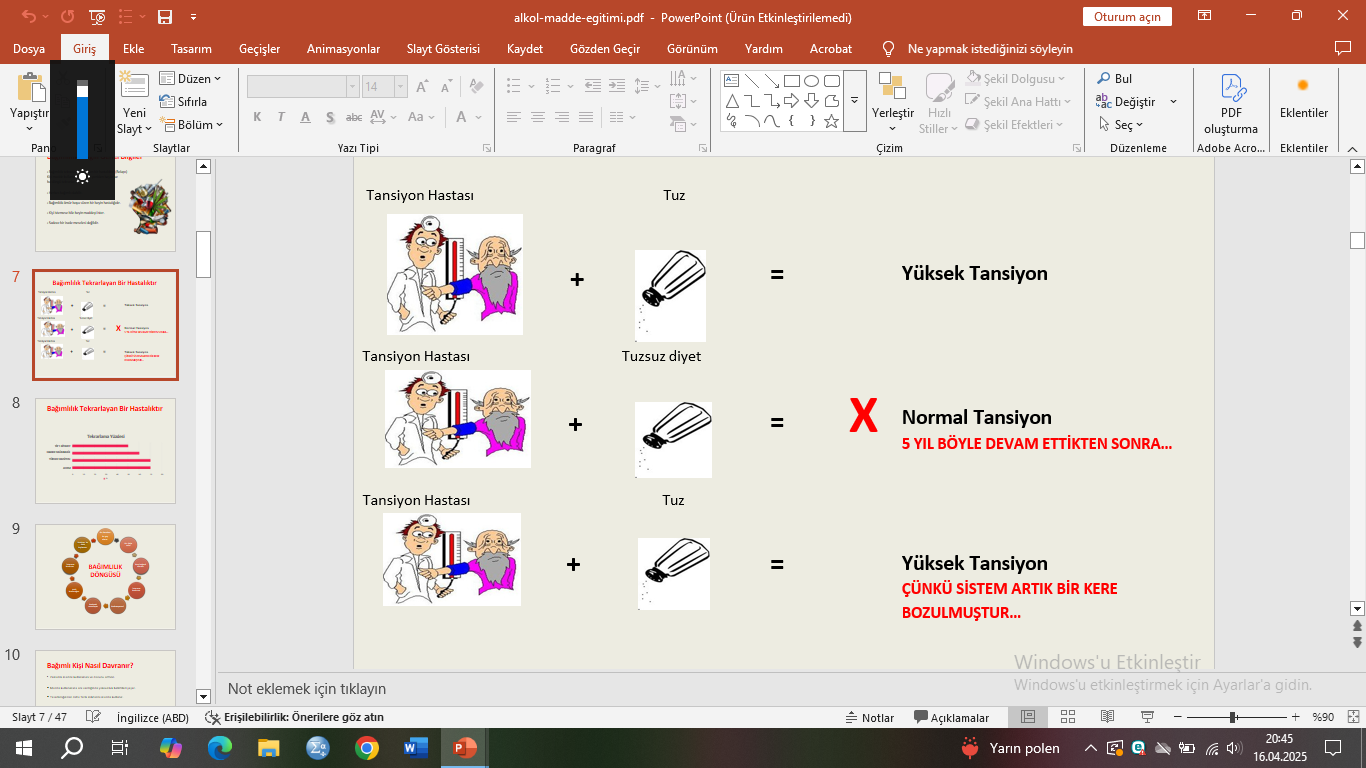 alkol-madde-egitimi.pdf - PowerPoint (Ürün Etkinleştirilemedi)
Oturum açın
Dosya Giriş Ekle Tasarım Geçişler Animasyonlar Slayt Gösterisi Kaydet Gözden Geçir Görünüm Yardım Acrobat Ne yapmak istediğinizi söyleyin
Yapıştır
Pano
Yeni Slayt
Düzen
Sıfırla
Bölüm
Slaytlar
14
K T A S abc AV Aa A
Yazı Tipi
Paragraf
Çizim
Yerleştir
Hızlı Stiller
Şekil Dolgusu
Şekil Ana Hattı
Şekil Efektleri
Bul
Değiştir
Seç
Düzenleme
PDF oluşturma
Adobe Acro...
Eklentiler
Eklentiler
7
Bağımlılık Tekrarlayan Bir Hastalıktır
8
Bağımlılık Tekrarlayan Bir Hastalıktır
Tekrarlama Yüzdesi
9
BAĞIMLILIK
DÖNGÜSÜ
10
Bağımlı Kişi Nasıl Davranır?
Tansiyon Hastası Tuz
+ = Yüksek Tansiyon
Tansiyon Hastası Tuzsuz diyet
+ = X Normal Tansiyon
5 YIL BÖYLE DEVAM ETTİKTEN SONRA...
Tansiyon Hastası Tuz
+ = Yüksek Tansiyon
ÇÜNKÜ SİSTEM ARTIK BİR KERE
BOZULMUŞTUR...
Windows'u Etkinleştir
Windows'u etkinleştirmek için Ayarlar'a gidin.
Not eklemek için tıklayın
Slayt 7 / 47 İngilizce (ABD) Erişilebilirlik: Önerilere göz atın Notlar Açıklamalar %90
Yarın polen
20:45
16.04.2025